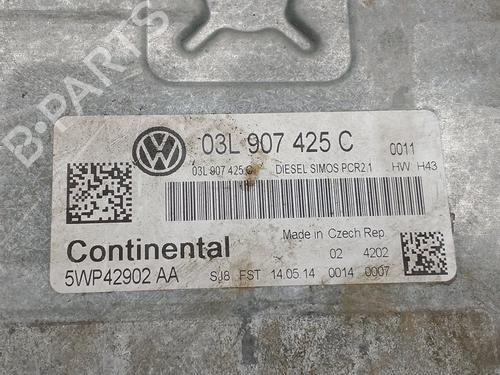 B-PARTS
VW
03L 907 425 C 0011
03L 907 425 C DIESEL SIMOS PCR2.1 HW H43
Made in Czech Rep.
Continental 02 4202
5WP42902 AA SJ8 FST 14.05.14 0014 0007